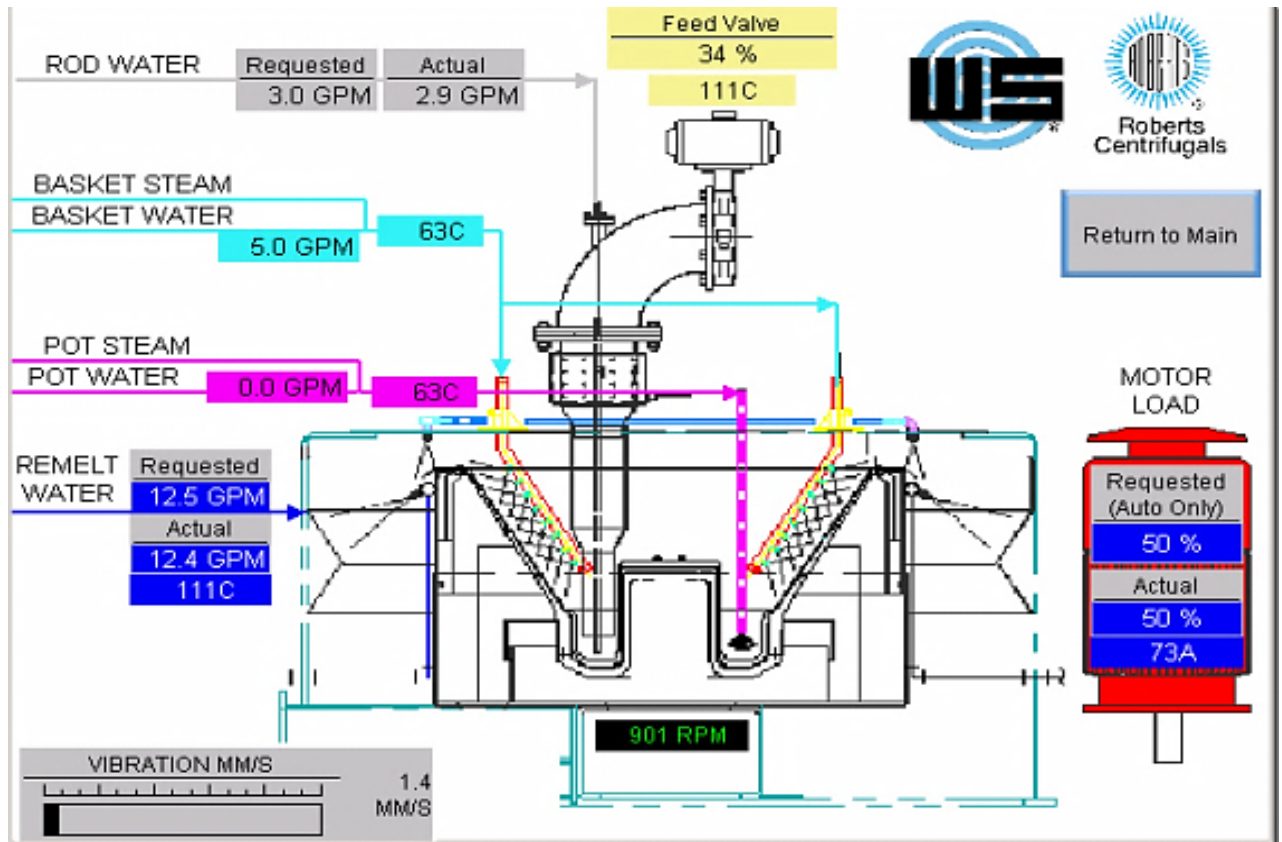 Feed Valve
34 %
111C
ROD WATER
Requested
3.0 GPM
Actual
2.9 GPM
WS
®
ROBERTS
®
Roberts
Centrifugals
BASKET STEAM
BASKET WATER
5.0 GPM
63C
Return to Main
POT STEAM
POT WATER
0.0 GPM
63C
REMELT
WATER
Requested
12.5 GPM
Actual
12.4 GPM
111C
MOTOR
LOAD
Requested
(Auto Only)
50 %
Actual
50 %
73A
901 RPM
VIBRATION MM/S
1.4
MM/S